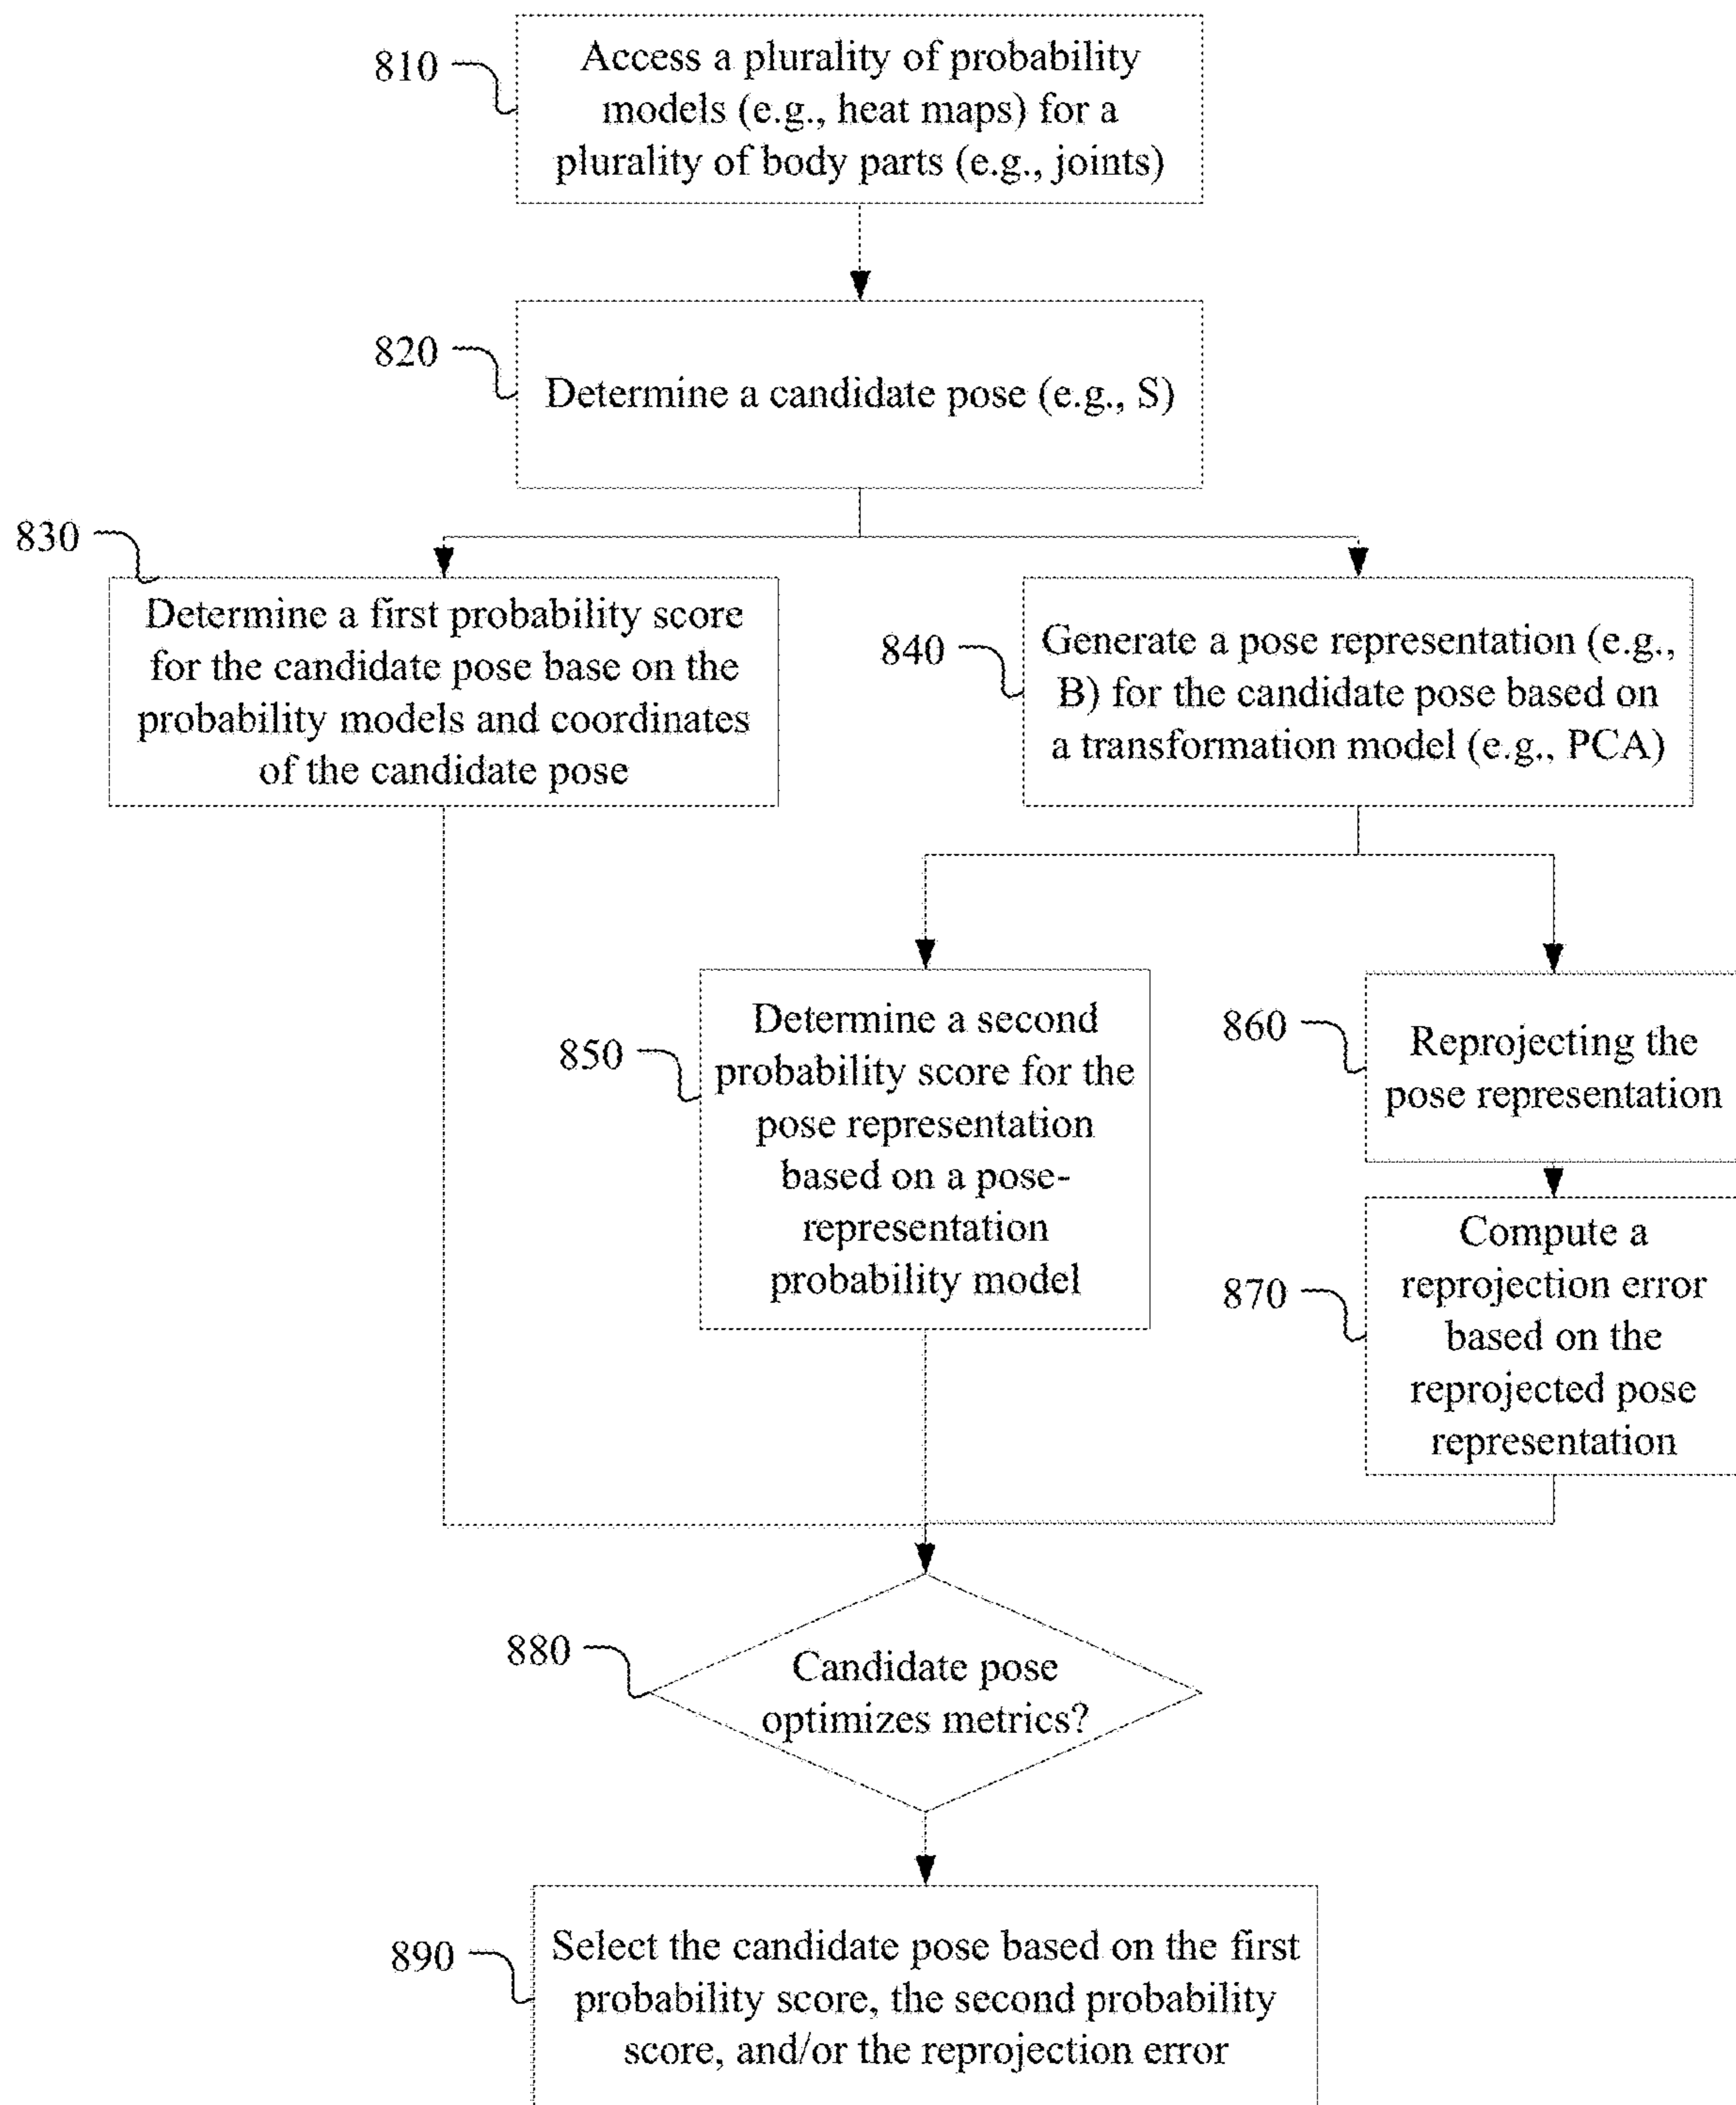 810
Access a plurality of probability
models (e.g., heat maps) for a
plurality of body parts (e.g., joints)
820
Determine a candidate pose (e.g., S)
830
Determine a first probability score
for the candidate pose base on the
probability models and coordinates
of the candidate pose
840
Generate a pose representation (e.g.,
B) for the candidate pose based on
a transformation model (e.g., PCA)
850
Determine a second
probability score for the
pose representation
based on a pose-
representation
probability model
860
Reprojecting the
pose representation
870
Compute a
reprojection error
based on the
reprojected pose
representation
880
Candidate pose
optimizes metrics?
890
Select the candidate pose based on the first
probability score, the second probability
score, and/or the reprojection error